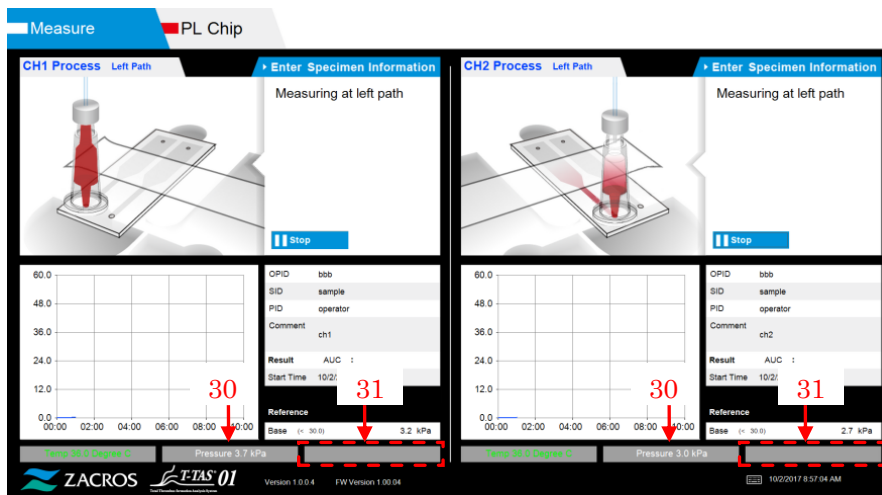 Measure
PL Chip
CH1 Process Left Path
Enter Specimen Information
Measuring at left path
Stop
60.0
48.0
36.0
24.0
12.0
0.0
00:00 02:00 04:00 06:00 08:00 10:00
OPID bbb
SID sample
PID operator
Comment
ch1
Result AUC :
Start Time 10/2/
Reference
Base (< 30.0) 3.2 kPa
30
31
Pressure 3.7 kPa
CH2 Process Left Path
Enter Specimen Information
Measuring at left path
Stop
60.0
48.0
36.0
24.0
12.0
0.0
00:00 02:00 04:00 06:00 08:00 10:00
OPID bbb
SID sample
PID operator
Comment
ch2
Result AUC :
Start Time 10/2/
Reference
Base (< 30.0) 2.7 kPa
30
31
Pressure 3.0 kPa
ZACROS T-TAS 01
Version 1.0.0.4 FW Version 1.00.04
10/2/2017 8:57:04 AM